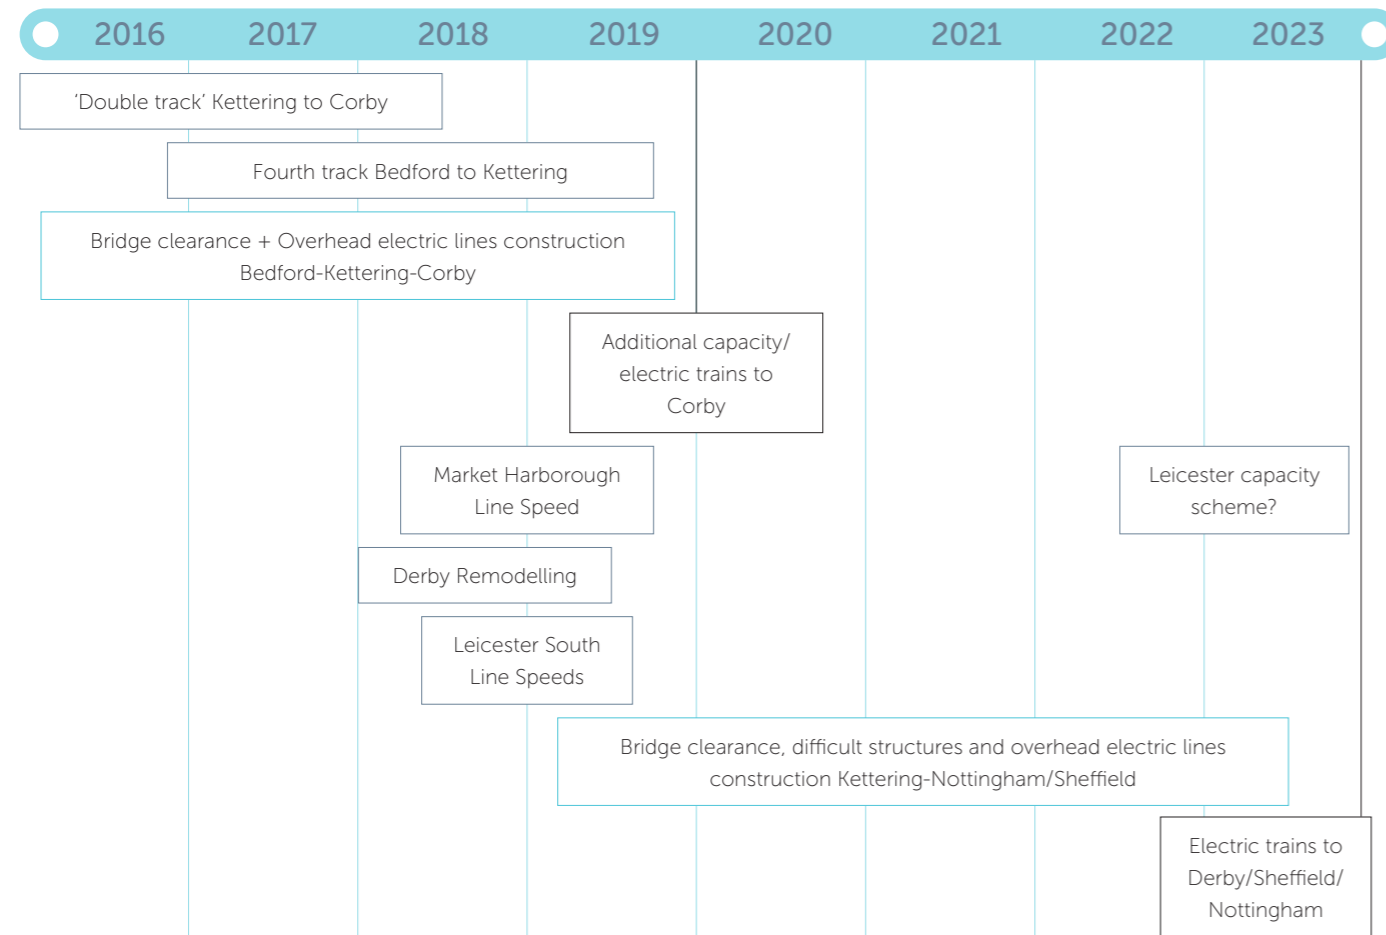 2016 2017 2018 2019 2020 2021 2022 2023
‘Double track’ Kettering to Corby
Fourth track Bedford to Kettering
Bridge clearance + Overhead electric lines construction
Bedford-Kettering-Corby
Additional capacity/
electric trains to
Corby
Market Harborough
Line Speed
Leicester capacity
scheme?
Derby Remodelling
Leicester South
Line Speeds
Bridge clearance, difficult structures and overhead electric lines
construction Kettering-Nottingham/Sheffield
Electric trains to
Derby/Sheffield/
Nottingham